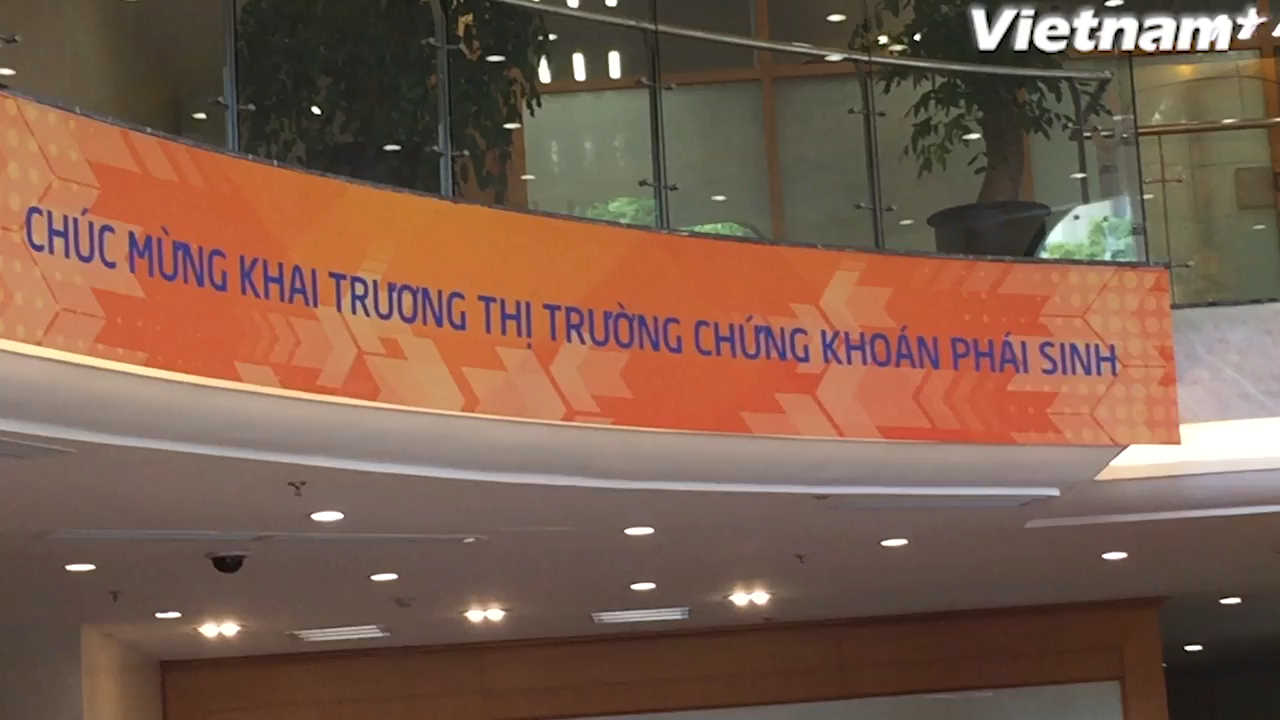 Vietnam+
CHÚC MỪNG KHAI TRƯƠNG THỊ TRƯỜNG CHỨNG KHOÁN PHÁI SINH